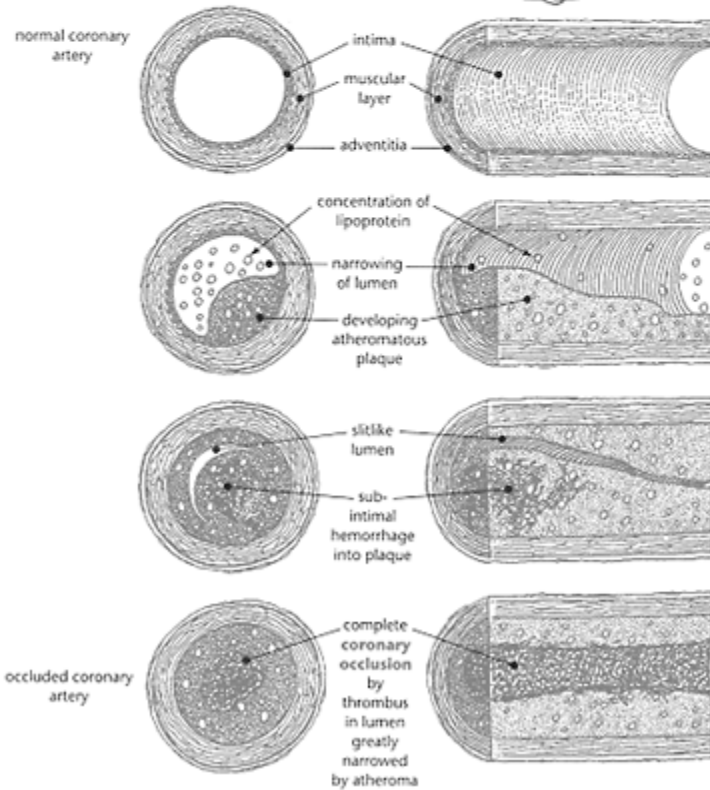 normal coronary
artery
intima
muscular
layer
adventitia
concentration of
lipoprotein
narrowing
of lumen
developing
atheromatous
plaque
slitlike
lumen
sub-
intimal
hemorrhage
into plaque
occluded coronary
artery
complete
coronary
occlusion
by
thrombus
in lumen
greatly
narrowed
by atheroma